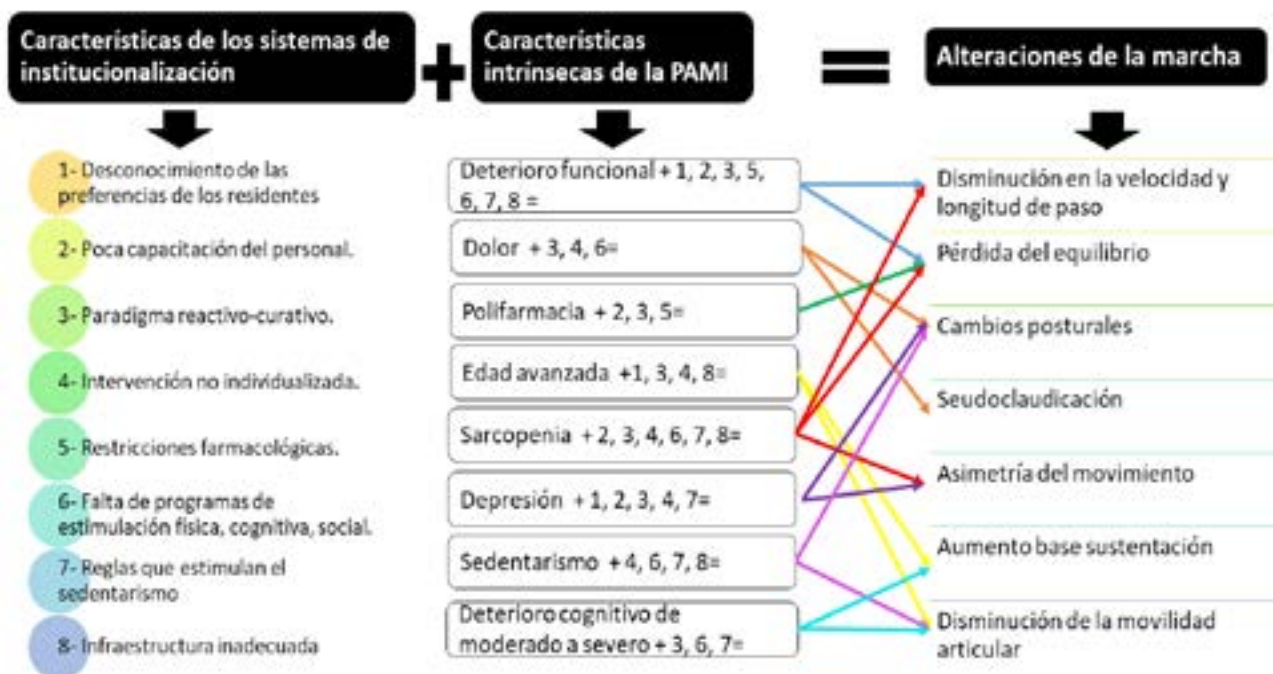 Características de los sistemas de
institucionalización
+
Características
intrínsecas de la PAMI
=
Alteraciones de la marcha
1- Desconocimiento de las
preferencias de los residentes
2- Poca capacitación del personal.
3- Paradigma reactivo-curativo.
4- Intervención no individualizada.
5- Restricciones farmacológicas.
6- Falta de programas de
estimulación física, cognitiva, social.
7- Reglas que estimulan el
sedentarismo
8- Infraestructura inadecuada
Deterioro funcional + 1, 2, 3, 5,
6, 7, 8 =
Dolor + 3, 4, 6=
Polifarmacia + 2, 3, 5=
Edad avanzada +1, 3, 4, 8=
Sarcopenia + 2, 3, 4, 6, 7, 8=
Depresión + 1, 2, 3, 4, 7=
Sedentarismo + 4, 6, 7, 8=
Deterioro cognitivo de
moderado a severo + 3, 6, 7=
Disminución en la velocidad y
longitud de paso
Pérdida del equilibrio
Cambios posturales
Seudoclaudicación
Asimetría del movimiento
Aumento base sustentación
Disminución de la movilidad
articular